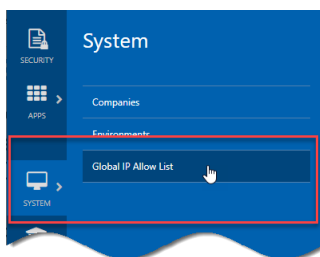 System
SECURITY
Companies
APPS
Environments
Global IP Allow List
SYSTEM